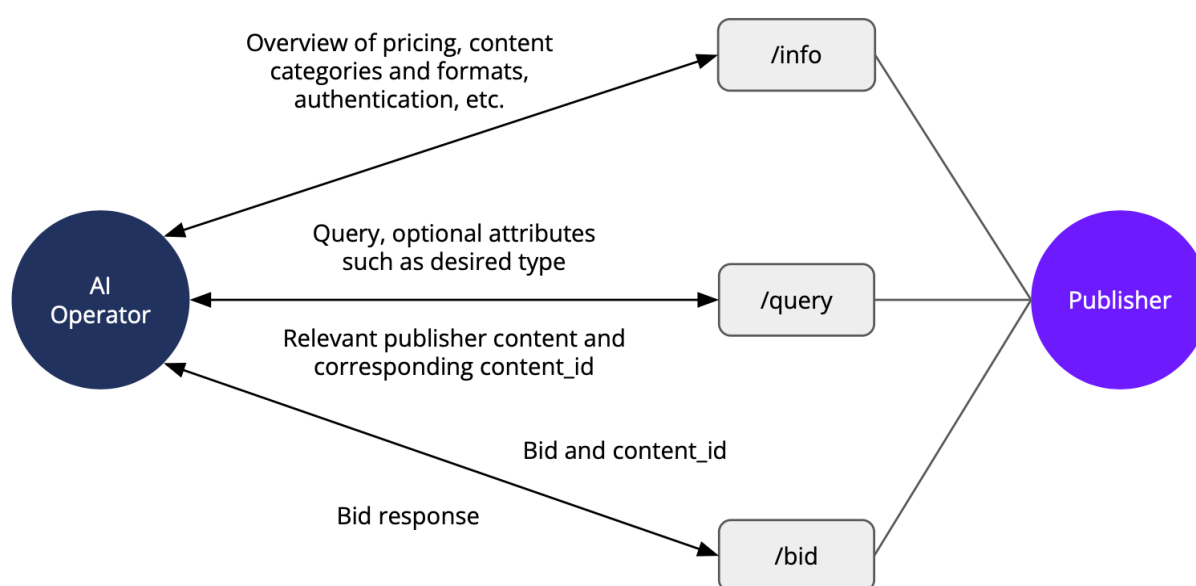 Overview of pricing, content
categories and formats,
authentication, etc.
/info
Query, optional attributes
such as desired type
AI
Operator
/query
Publisher
Relevant publisher content and
corresponding content_id
Bid and content_id
Bid response
/bid